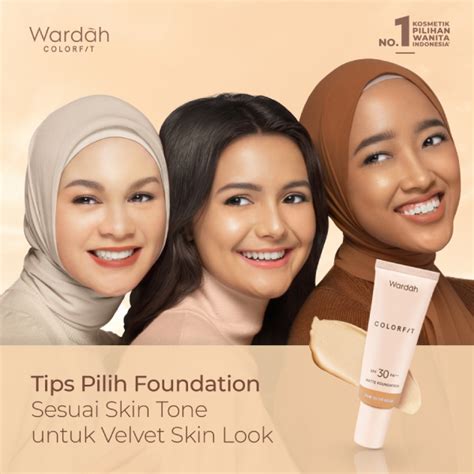 Wardah
COLORFIT
NO.1
KOSMETIK
PILIHAN
WANITA
INDONESIA*
Wardah
COLORFIT
SPF 30 PA++
MATTE FOUNDATION
Tips Pilih Foundation
Sesuai Skin Tone
untuk Velvet Skin Look